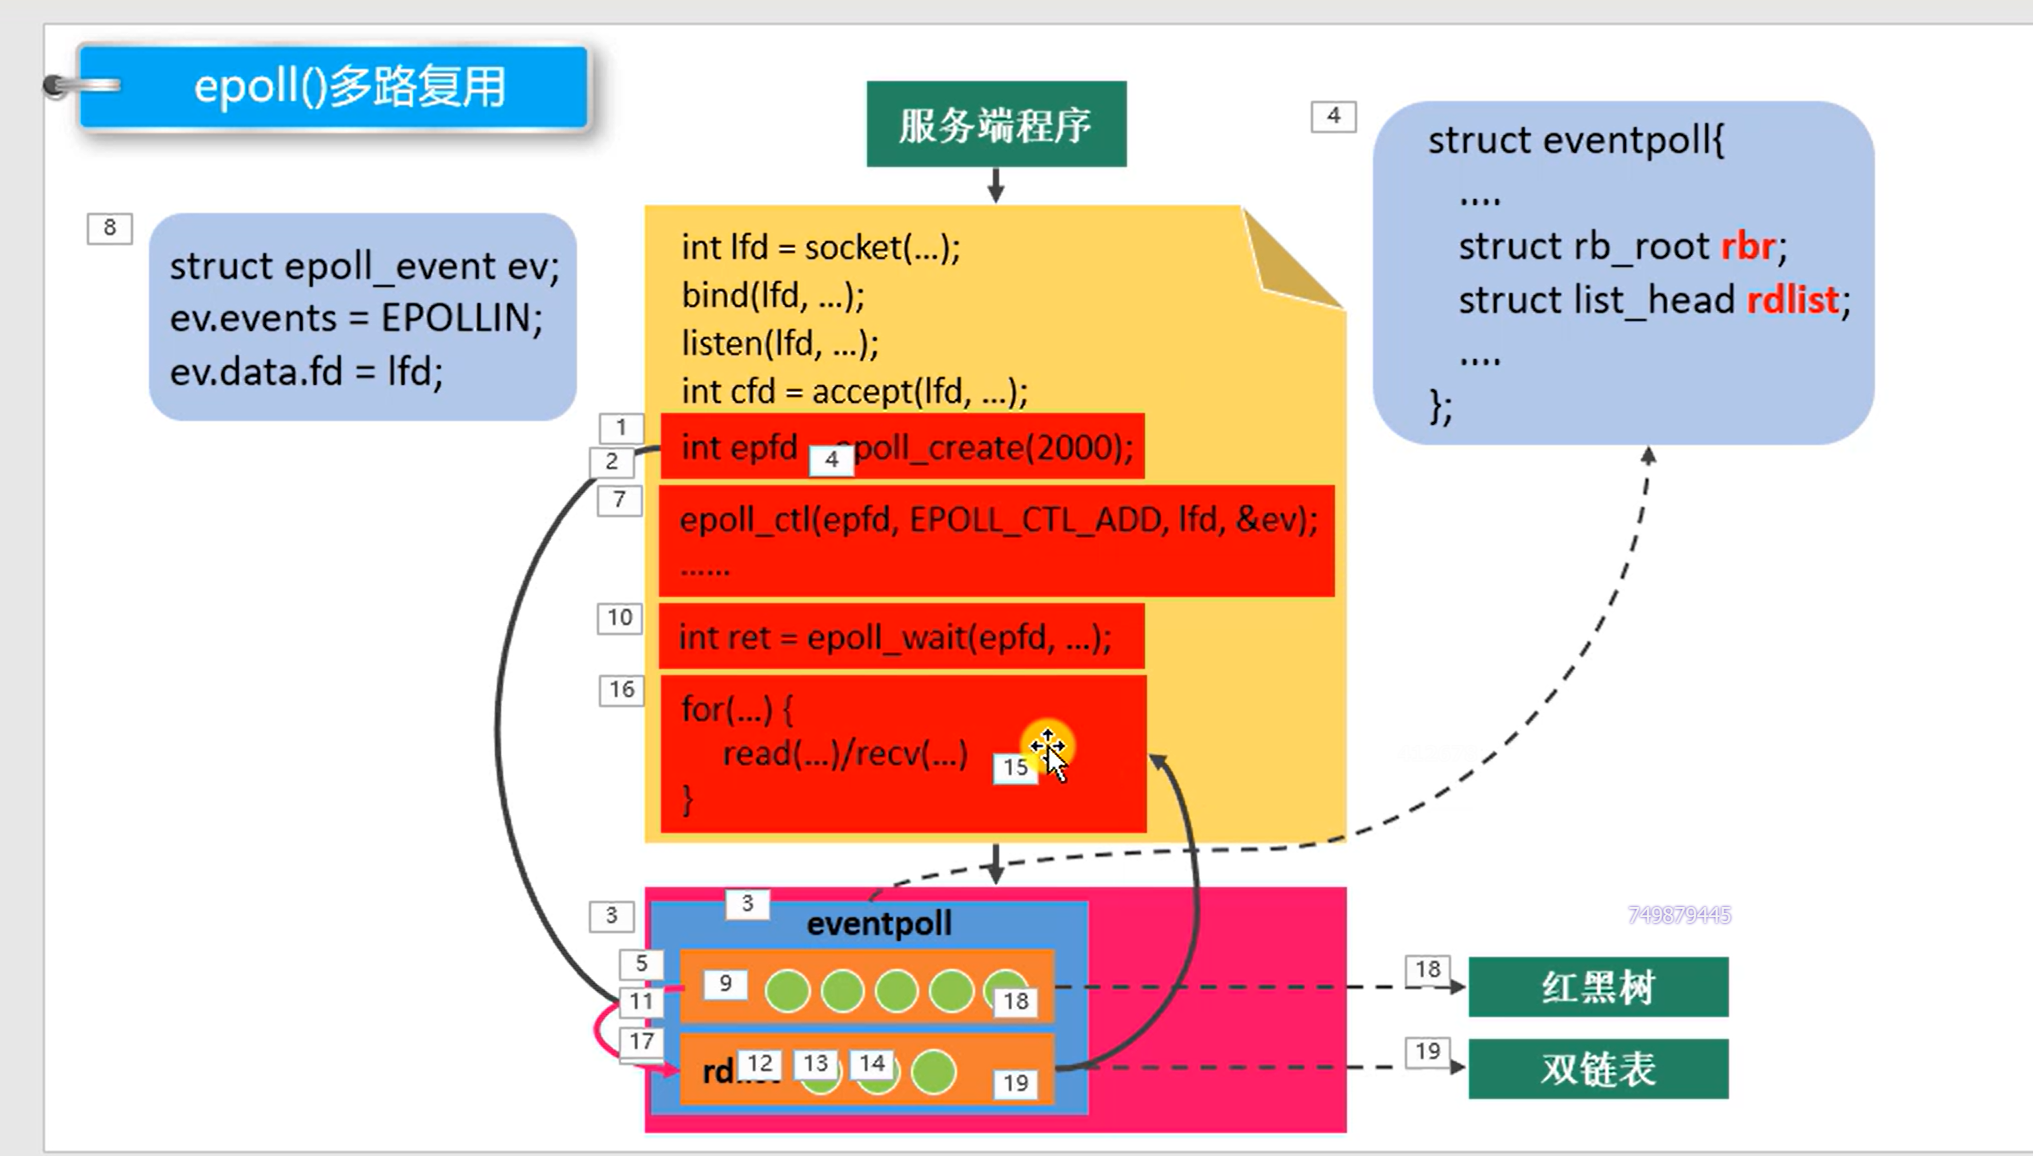 epoll()多路复用
服务端程序
4
struct eventpoll{
....
struct rb_root rbr;
struct list_head rdlist;
....
};
8
struct epoll_event ev;
ev.events = EPOLLIN;
ev.data.fd = lfd;
int lfd = socket(...);
bind(lfd, ...);
listen(lfd, ...);
int cfd = accept(lfd, ...);
1
2
int epfd 4 poll_create(2000);
7
epoll_ctl(epfd, EPOLL_CTL_ADD, lfd, &ev);
......
10
int ret = epoll_wait(epfd, ...);
16
for(...) {
read(...)/recv(...)
15
}
3
3
eventpoll
749879445
5
9
18
18
红黑树
11
17
12
13
14
19
19
双链表